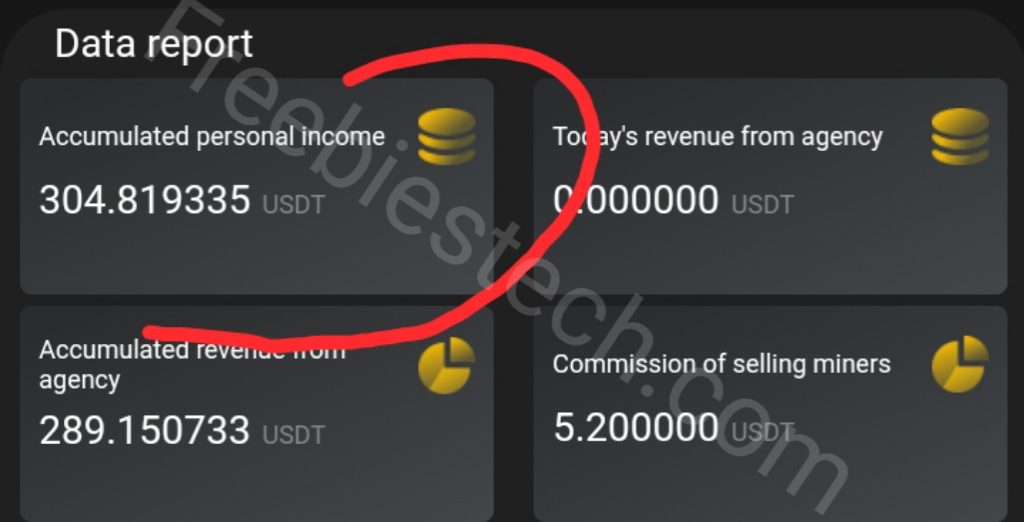 Data report
Accumulated personal income
304.819335 USDT
Today's revenue from agency
0.000000 USDT
Accumulated revenue from
agency
289.150733 USDT
Commission of selling miners
5.200000 USDT
Freebiestech.com